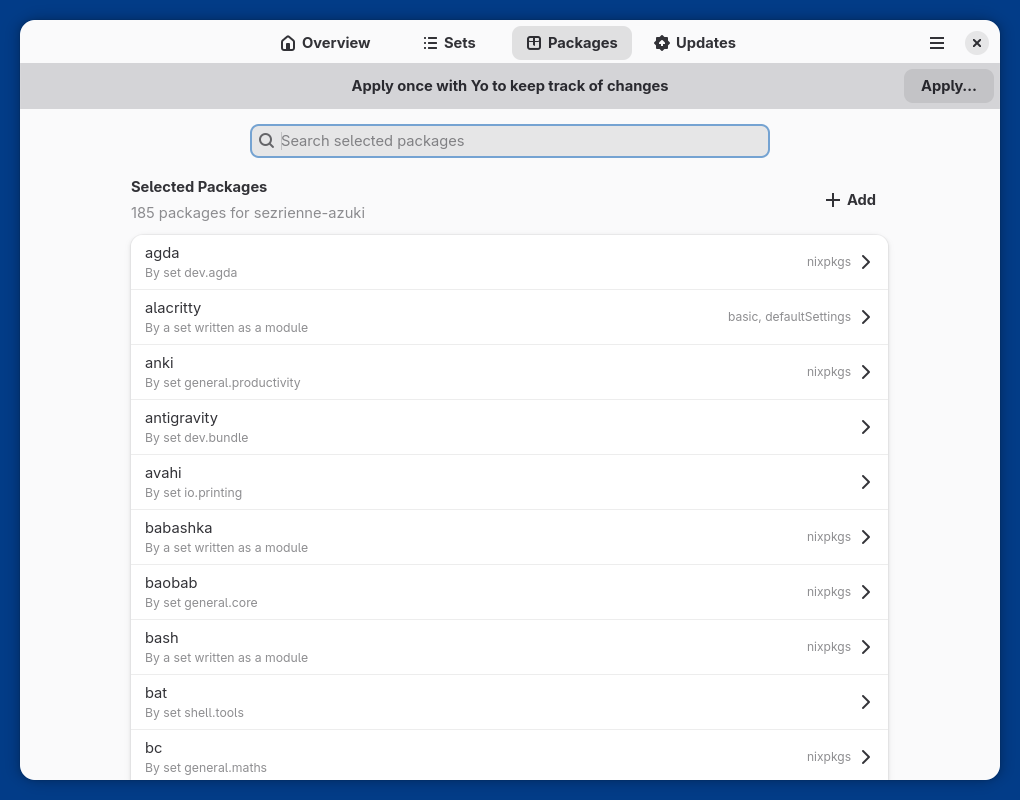 Overview
Sets
Packages
Updates
Apply once with Yo to keep track of changes
Apply...
Search selected packages
Selected Packages
185 packages for sezrienne-azuki
Add
agda
By set dev.agda
nixpkgs
alacritty
By a set written as a module
basic, defaultSettings
anki
By set general.productivity
nixpkgs
antigravity
By set dev.bundle
avahi
By set io.printing
babashka
By a set written as a module
nixpkgs
baobab
By set general.core
nixpkgs
bash
By a set written as a module
nixpkgs
bat
By set shell.tools
bc
By set general.maths
nixpkgs